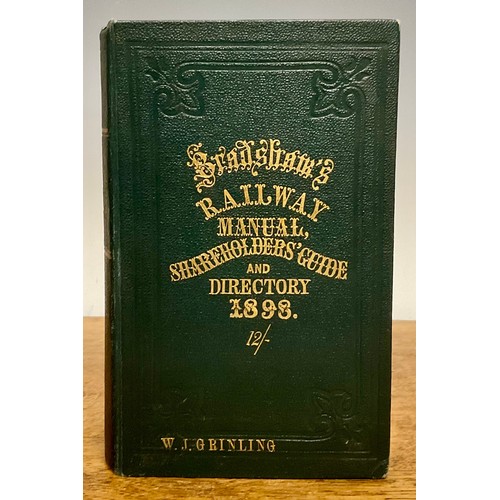 Bradshaw's
RAILWAY
MANUAL,
SHAREHOLDERS' GUIDE
AND
DIRECTORY
1898.
12/-
W. J. GRINLING